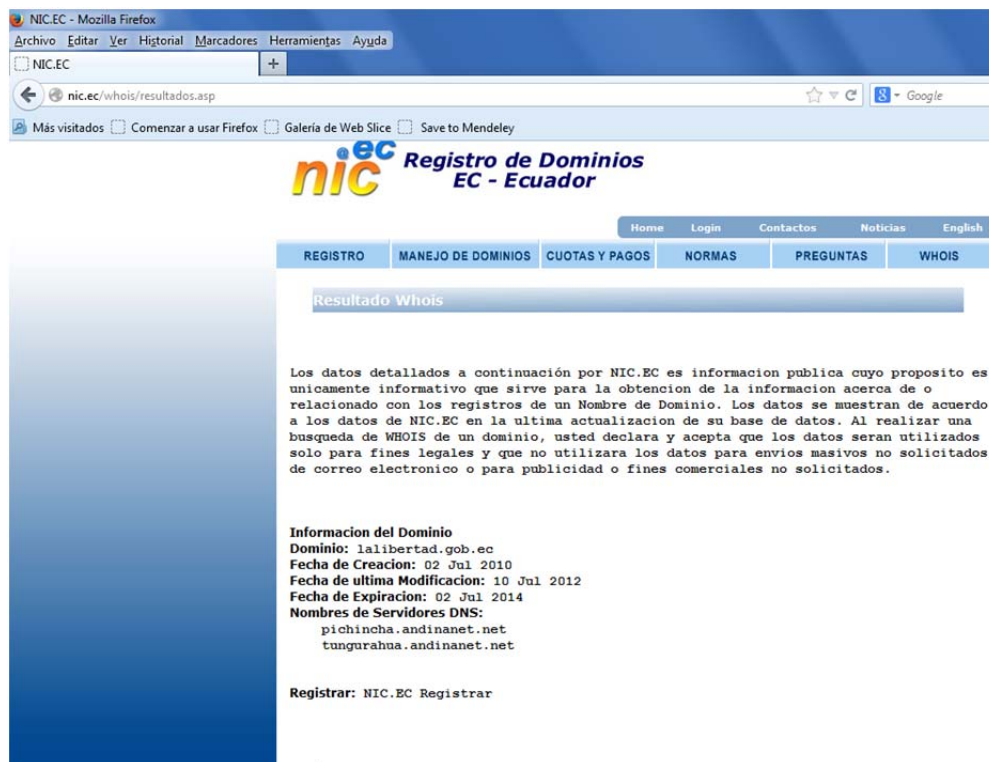 NIC.EC - Mozilla Firefox
Archivo Editar Ver Historial Marcadores Herramientas Ayuda
NIC.EC +
nic.ec/whois/resultados.asp
Google
Más visitados Comenzar a usar Firefox Galería de Web Slice Save to Mendeley
nic @ ec
Registro de Dominios
EC - Ecuador
Home Login Contactos Noticias English
REGISTRO MANEJO DE DOMINIOS CUOTAS Y PAGOS NORMAS PREGUNTAS WHOIS
Resultado Whois
Los datos detallados a continuación por NIC.EC es informacion publica cuyo proposito es
unicamente informativo que sirve para la obtencion de la informacion acerca de o
relacionado con los registros de un Nombre de Dominio. Los datos se muestran de acuerdo
a los datos de NIC.EC en la ultima actualizacion de su base de datos. Al realizar una
busqueda de WHOIS de un dominio, usted declara y acepta que los datos seran utilizados
solo para fines legales y que no utilizara los datos para envios masivos no solicitados
de correo electronico o para publicidad o fines comerciales no solicitados.
Informacion del Dominio
Dominio: lalibertad.gob.ec
Fecha de Creacion: 02 Jul 2010
Fecha de ultima Modificacion: 10 Jul 2012
Fecha de Expiracion: 02 Jul 2014
Nombres de Servidores DNS:
pichincha.andinanet.net
tungurahua.andinanet.net
Registrar: NIC.EC Registrar